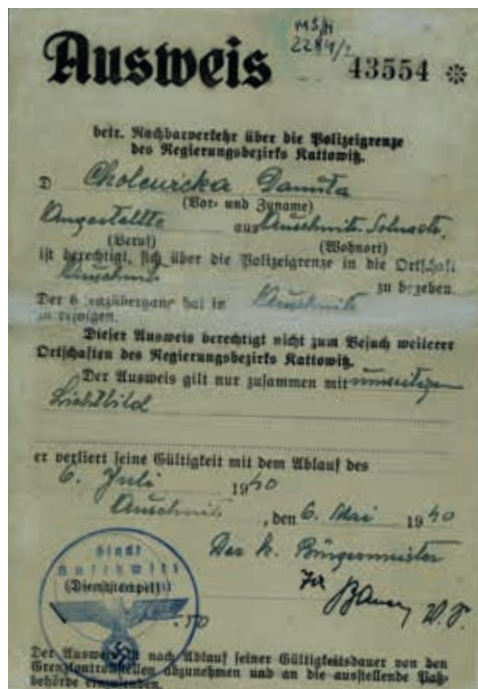 MSM
2284/2
Ausweis 43554
betr. Nachbarverkehr über die Polizeigrenze
des Regierungsbezirks Kattowitz.
D Danuta
(Vor- und Zuname)
Angestellte aus Auschwitz
(Beruf) (Wohnort)
ist berechtigt, sich über die Polizeigrenze in die Ortschaft
Auschwitz zu begeben.
Der Grenzübergang hat in Auschwitz
zu erfolgen.
Dieser Ausweis berechtigt nicht zum Besuch weiterer
Ortschaften des Regierungsbezirks Kattowitz.
Der Ausweis gilt nur zusammen mit umseitigen
Lichtbild
er verliert seine Gültigkeit mit dem Ablauf des
6. Juli 1940
Auschwitz, den 6. Mai 1940
Der k. Bürgermeister
Stadt
Auschwitz
(Dienststempel)
-.50
Der Ausweis ist nach Ablauf seiner Gültigkeitsdauer von den
Grenzkontrollstellen abzunehmen und an die ausstellende Paß-
behörde einzusenden.